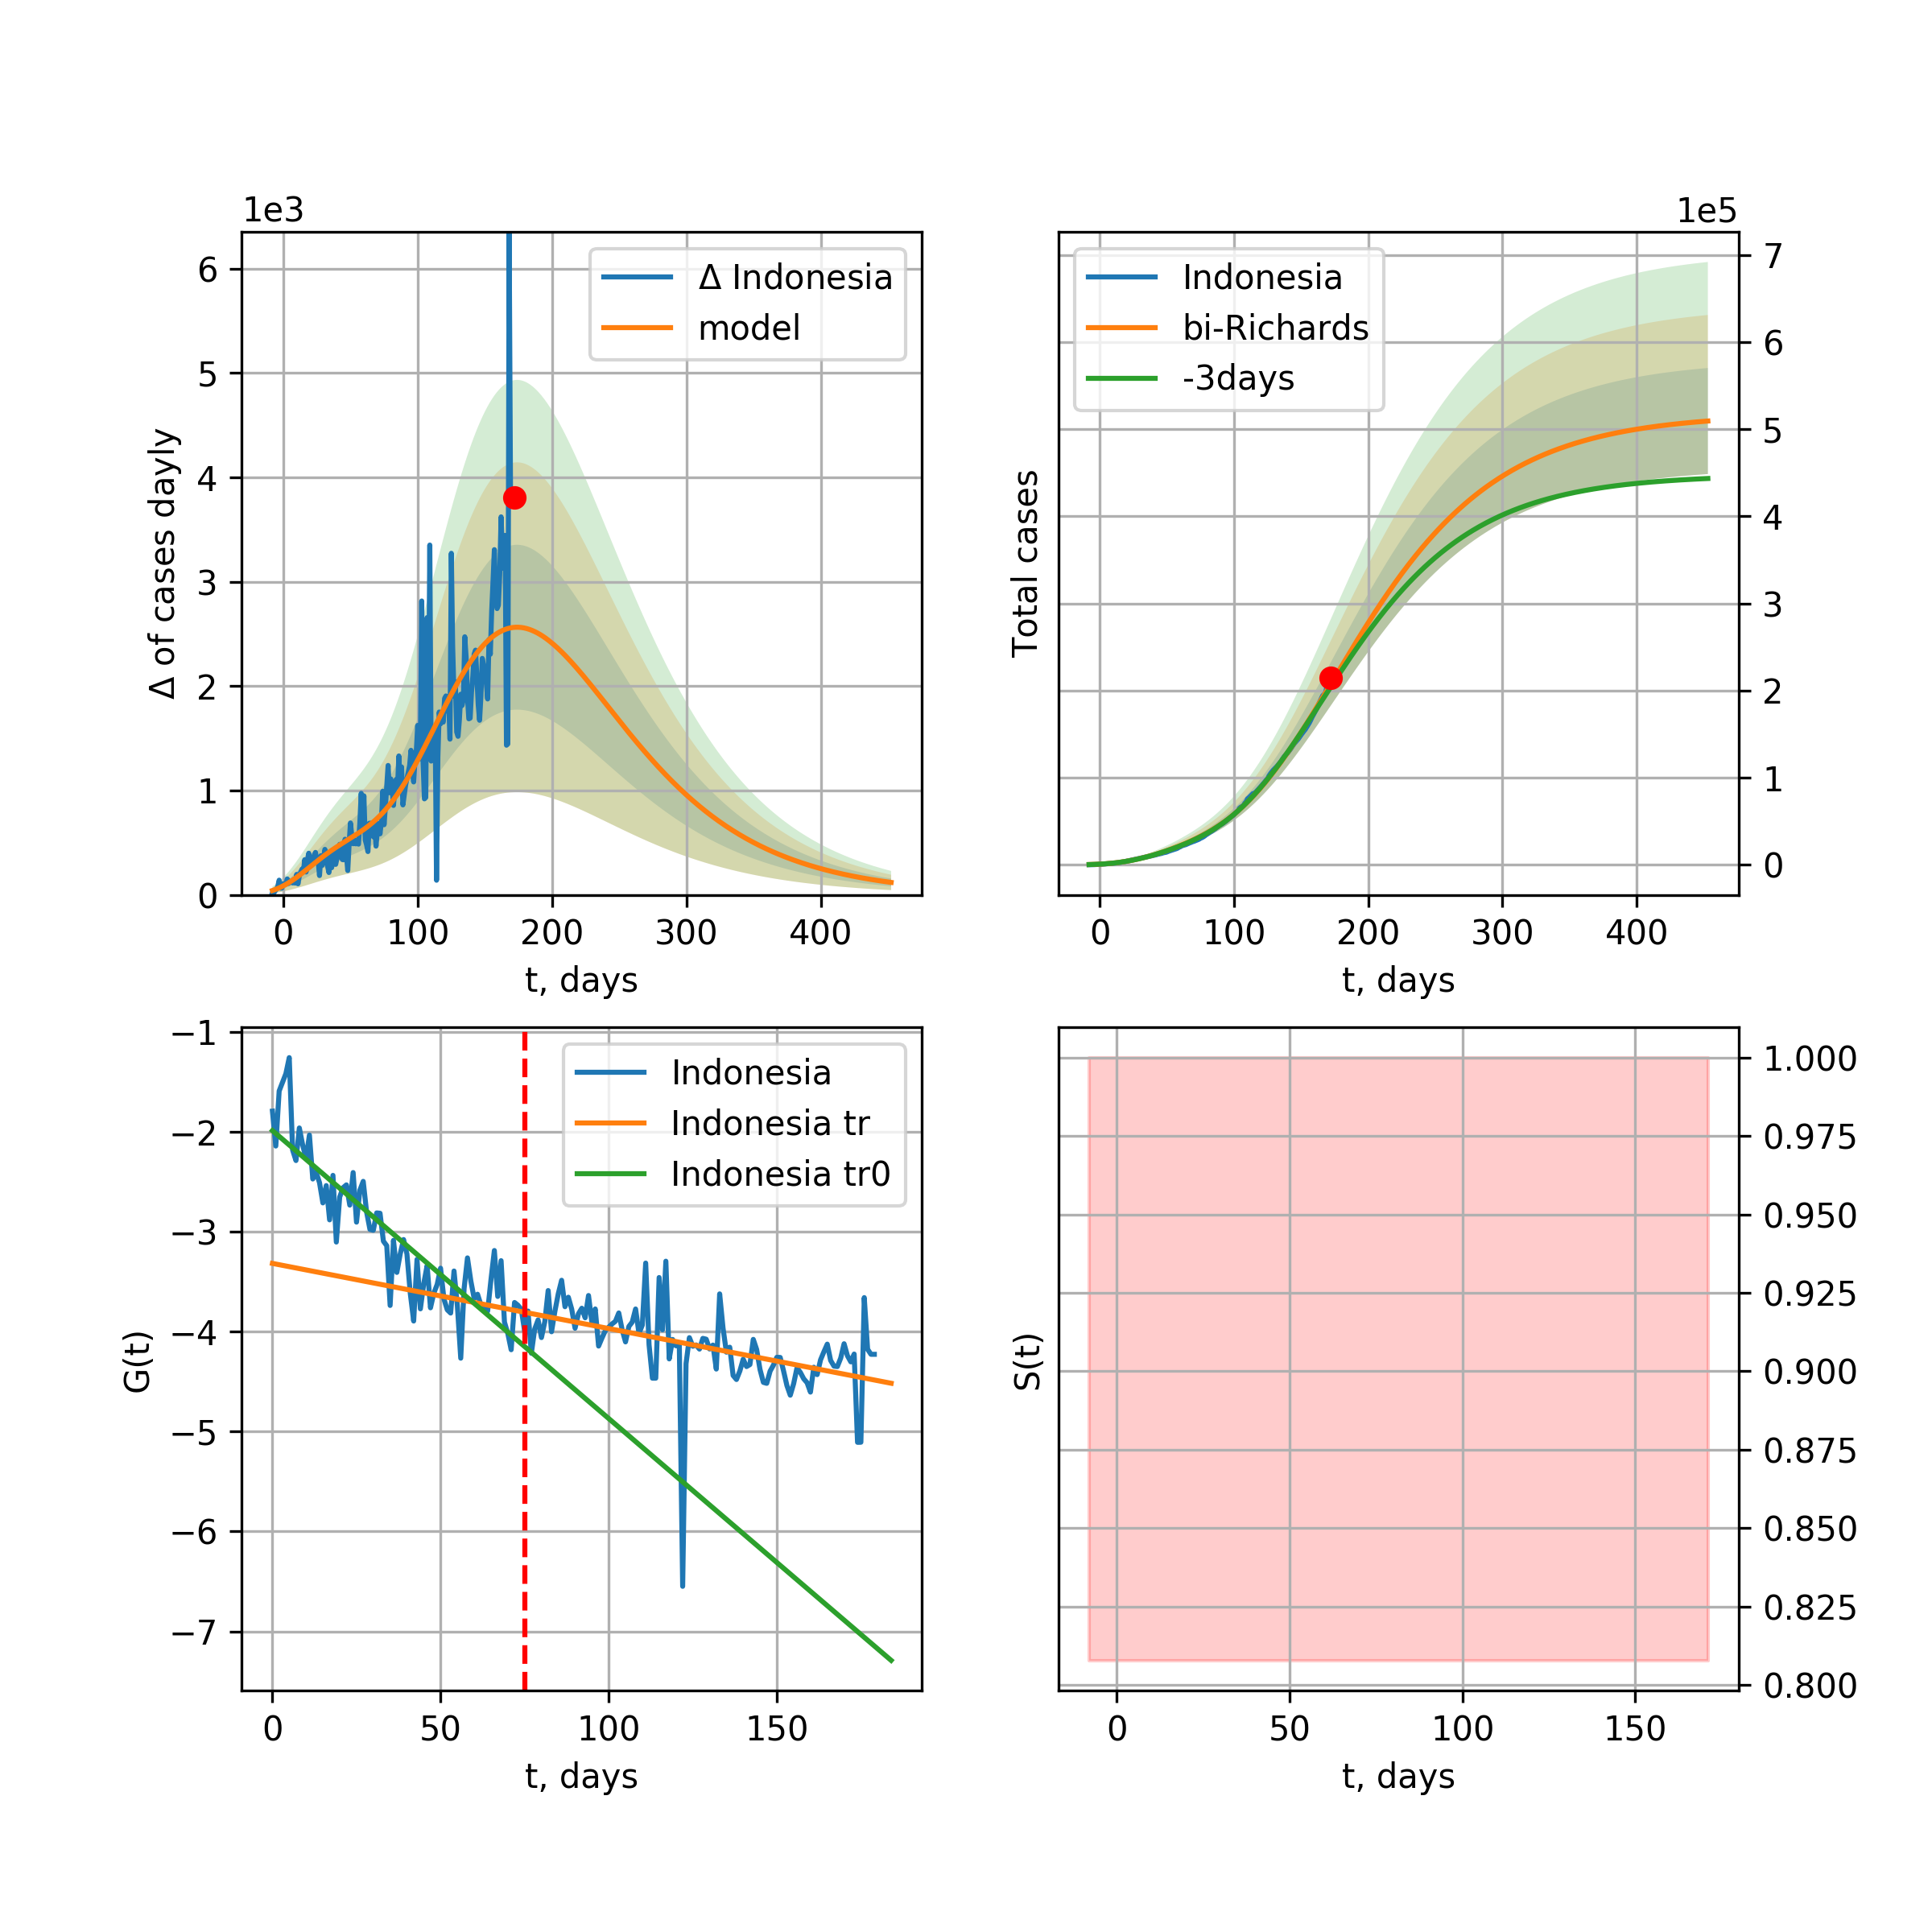 1e3
Δ of cases dayly
6
5
4
3
2
1
0
Δ Indonesia
model
0 100 200 300 400
t, days
1e5
Total cases
Indonesia
bi-Richards
-3days
7
6
5
4
3
2
1
0
0 100 200 300 400
t, days
G(t)
−1
−2
−3
−4
−5
−6
−7
Indonesia
Indonesia tr
Indonesia tr0
0 50 100 150
t, days
S(t)
1.000
0.975
0.950
0.925
0.900
0.875
0.850
0.825
0.800
0 50 100 150
t, days